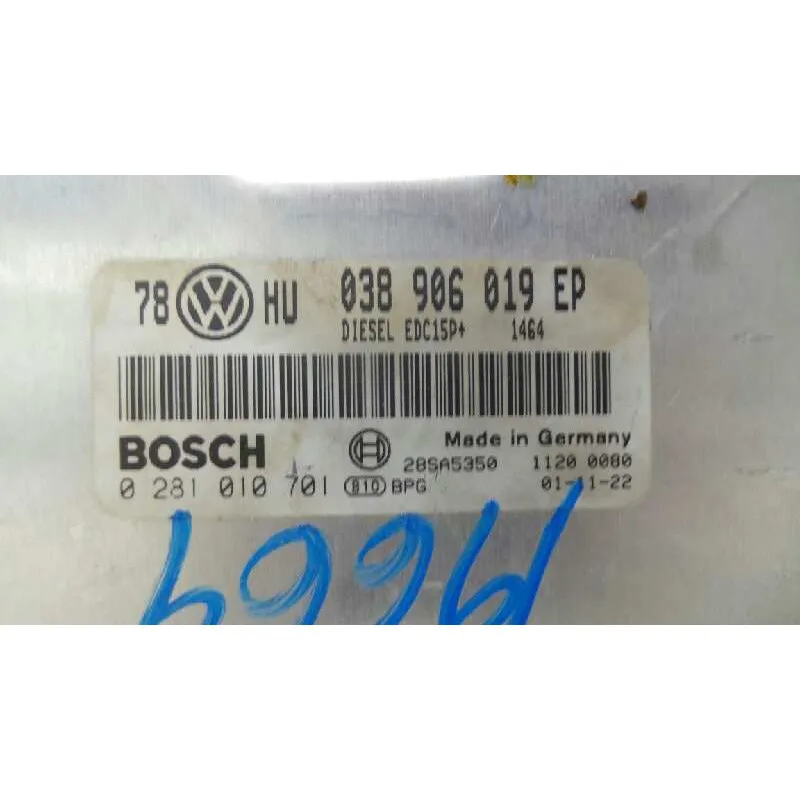 78 VW HU 038 906 019 EP
DIESEL EDC15P+ 1464
BOSCH Made in Germany
28SA5350 1120 0080
0 281 010 701 810 BPG 01-11-22